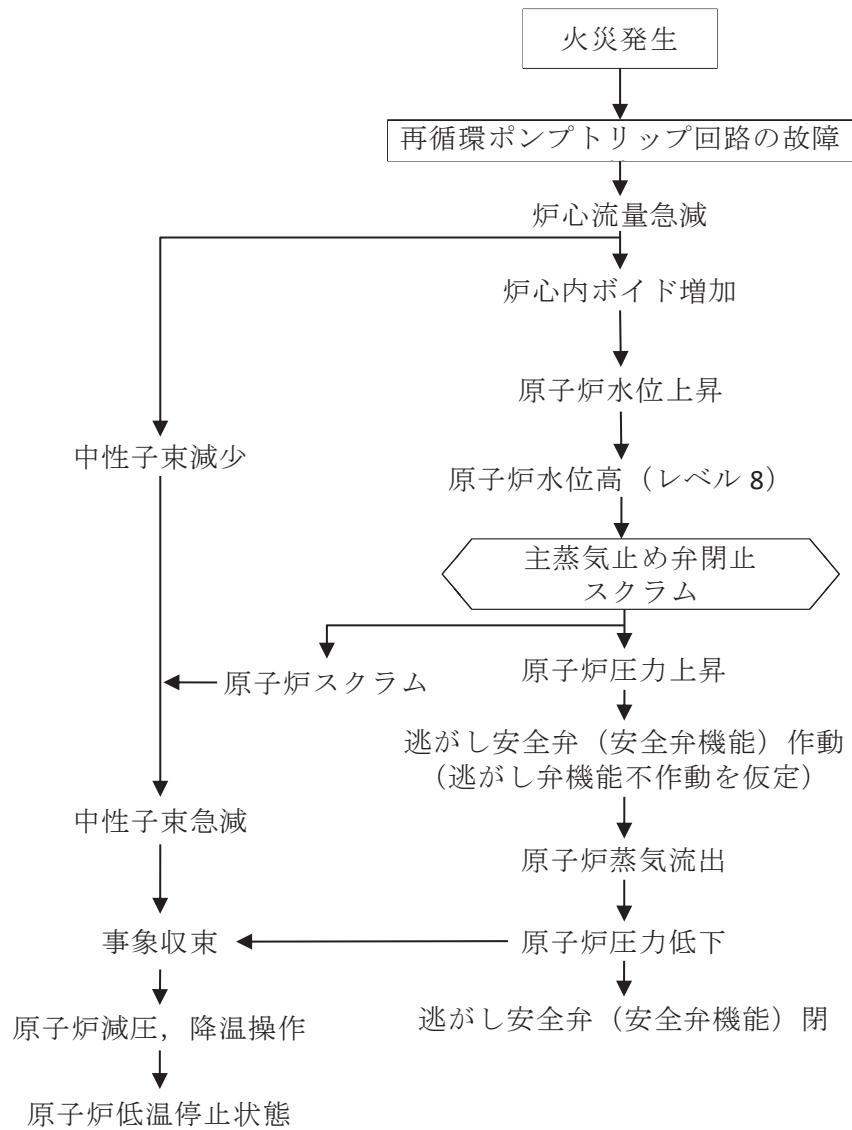 火災発生
再循環ポンプトリップ回路の故障
炉心流量急減
炉心内ボイド増加
原子炉水位上昇
中性子束減少
原子炉水位高（レベル 8）
主蒸気止め弁閉止
スクラム
原子炉スクラム
原子炉圧力上昇
逃がし安全弁（安全弁機能）作動
（逃がし弁機能不作動を仮定）
中性子束急減
原子炉蒸気流出
事象収束
原子炉圧力低下
原子炉減圧，降温操作
逃がし安全弁（安全弁機能）閉
原子炉低温停止状態